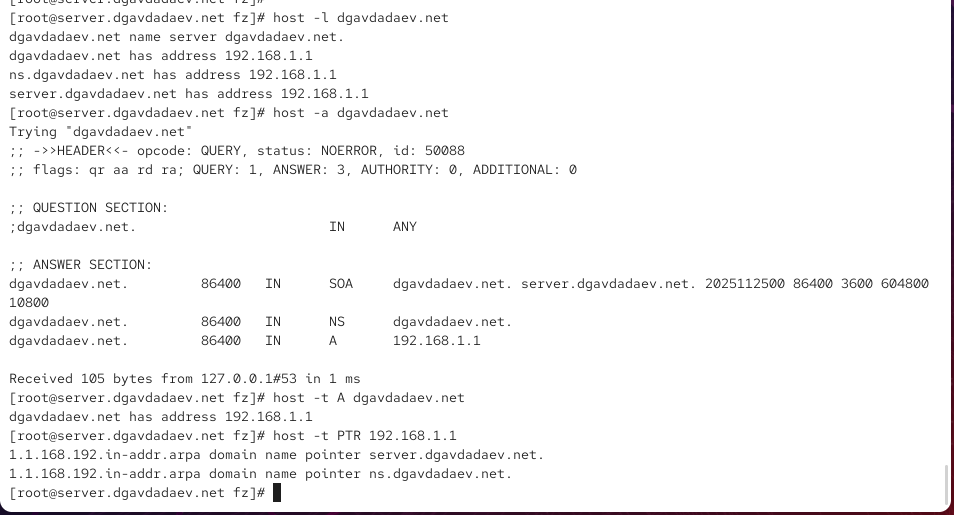 [root@server.dgavdadaev.net fz]#
[root@server.dgavdadaev.net fz]# host -l dgavdadaev.net
dgavdadaev.net name server dgavdadaev.net.
dgavdadaev.net has address 192.168.1.1
ns.dgavdadaev.net has address 192.168.1.1
server.dgavdadaev.net has address 192.168.1.1
[root@server.dgavdadaev.net fz]# host -a dgavdadaev.net
Trying "dgavdadaev.net"
;; ->>HEADER<<- opcode: QUERY, status: NOERROR, id: 50088
;; flags: qr aa rd ra; QUERY: 1, ANSWER: 3, AUTHORITY: 0, ADDITIONAL: 0
;; QUESTION SECTION:
;dgavdadaev.net. IN ANY
;; ANSWER SECTION:
dgavdadaev.net. 86400 IN SOA dgavdadaev.net. server.dgavdadaev.net. 2025112500 86400 3600 604800
10800
dgavdadaev.net. 86400 IN NS dgavdadaev.net.
dgavdadaev.net. 86400 IN A 192.168.1.1
Received 105 bytes from 127.0.0.1#53 in 1 ms
[root@server.dgavdadaev.net fz]# host -t A dgavdadaev.net
dgavdadaev.net has address 192.168.1.1
[root@server.dgavdadaev.net fz]# host -t PTR 192.168.1.1
1.1.168.192.in-addr.arpa domain name pointer server.dgavdadaev.net.
1.1.168.192.in-addr.arpa domain name pointer ns.dgavdadaev.net.
[root@server.dgavdadaev.net fz]#